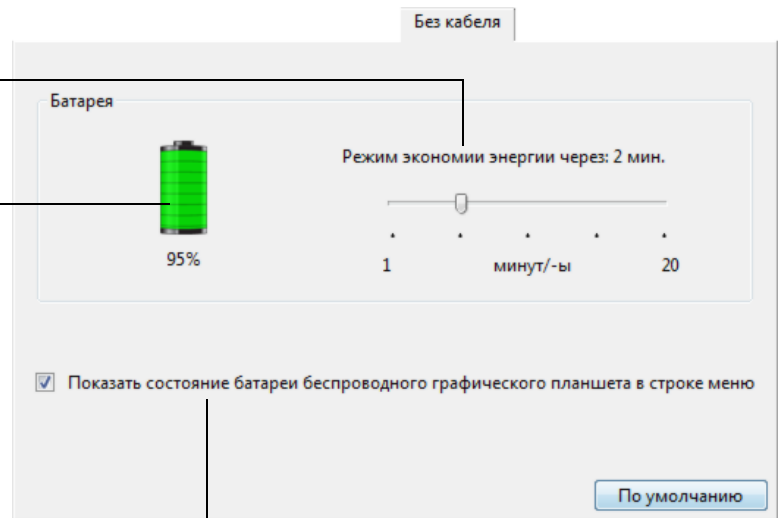 Без кабеля
Батарея
Режим экономии энергии через: 2 мин.
95%
1 минут/-ы 20
Показать состояние батареи беспроводного графического планшета в строке меню
По умолчанию